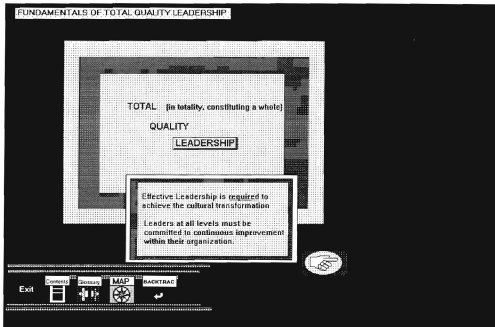 FUNDAMENTALS OF TOTAL QUALITY LEADERSHIP
TOTAL [in totality, constituting a whole]
QUALITY
LEADERSHIP
Effective Leadership is required to
achieve the cultural transformation
Leaders at all levels must be
committed to continuous improvement
within their organization.
Exit
Contents
Glossary
MAP
BACKTRAC